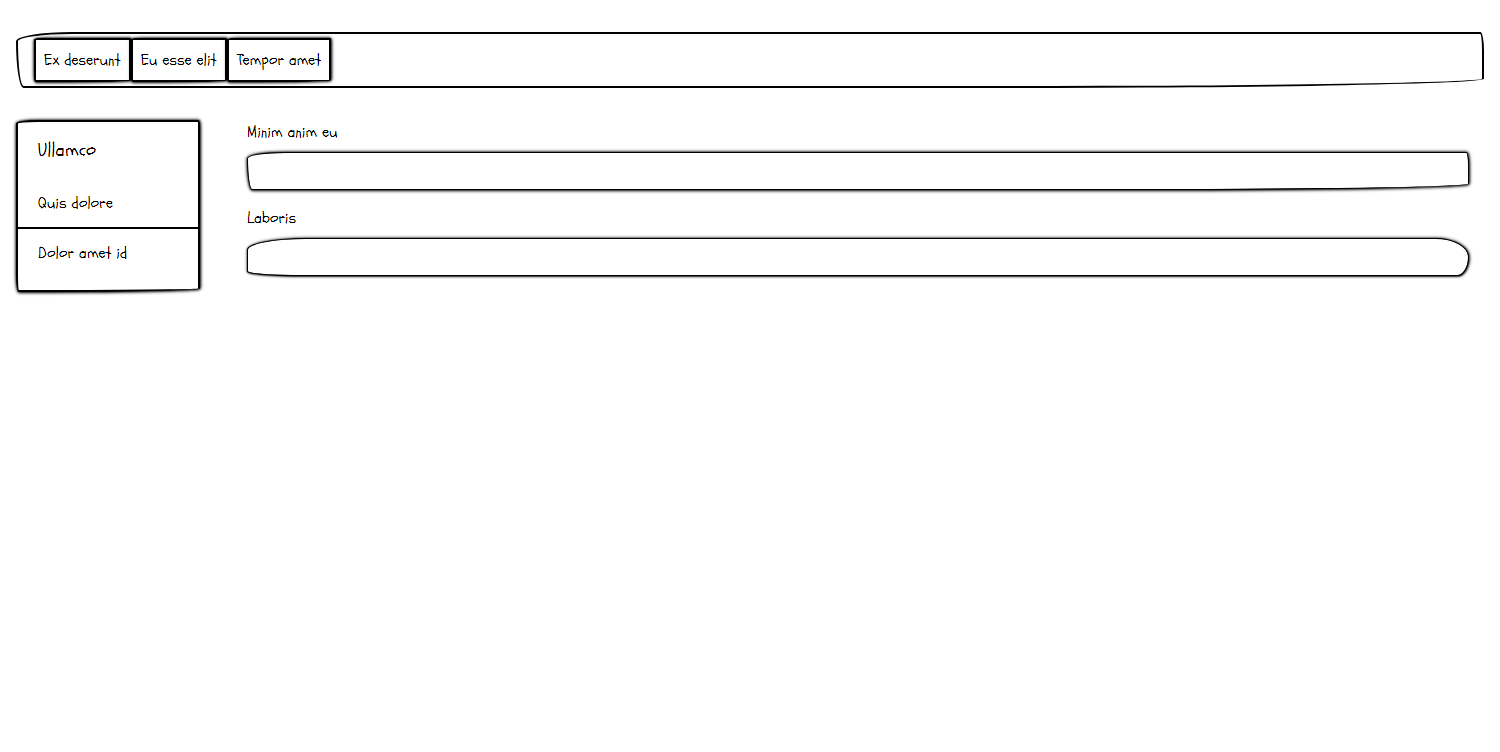 Ex deserunt Eu esse elit Tempor amet
Ullamco
Quis dolore
Dolor amet id
Minim anim eu
Laboris